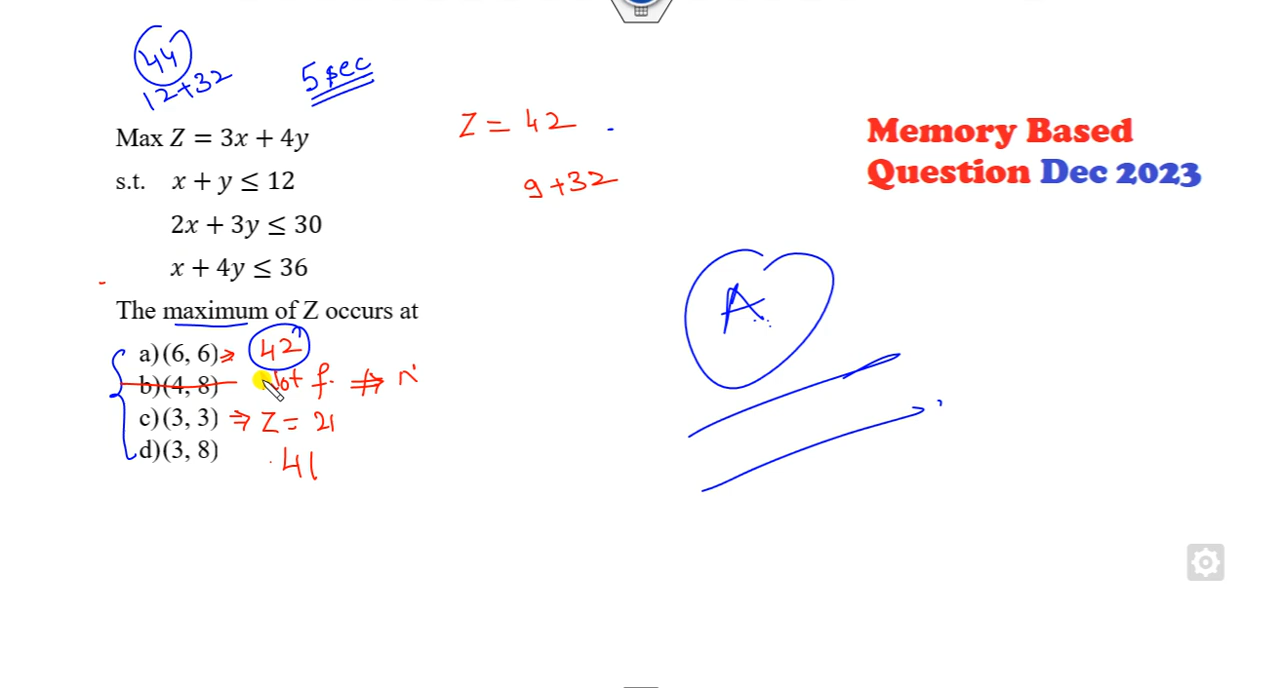 44
12+32
5 sec
Max Z = 3x + 4y
s.t. x + y ≤ 12
2x + 3y ≤ 30
x + 4y ≤ 36
The maximum of Z occurs at
a)(6, 6) ⇒ 42
b)(4, 8) Not f. ⇒
c)(3, 3) ⇒ Z = 21
d)(3, 8) 41
Z = 42
9+32
Memory Based
Question Dec 2023
A